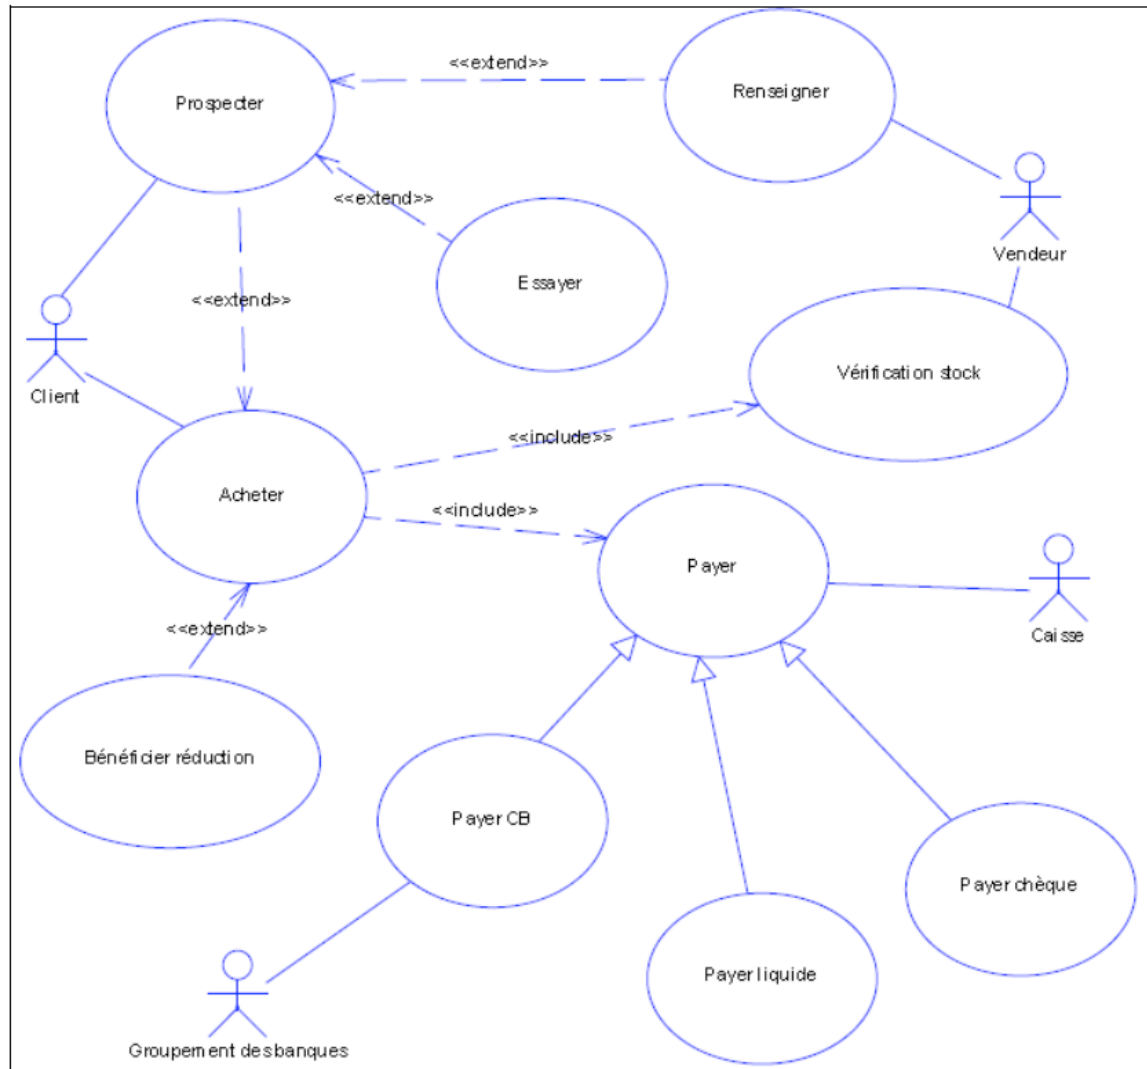 <<extend>>
Prospecter
Renseigner
<<extend>>
Vendeur
Essayer
<<extend>>
Client
Vérification stock
<<include>>
Acheter
<<include>>
Payer
<<extend>>
Caisse
Bénéficier réduction
Payer CB
Payer chèque
Payer liquide
Groupement des banques